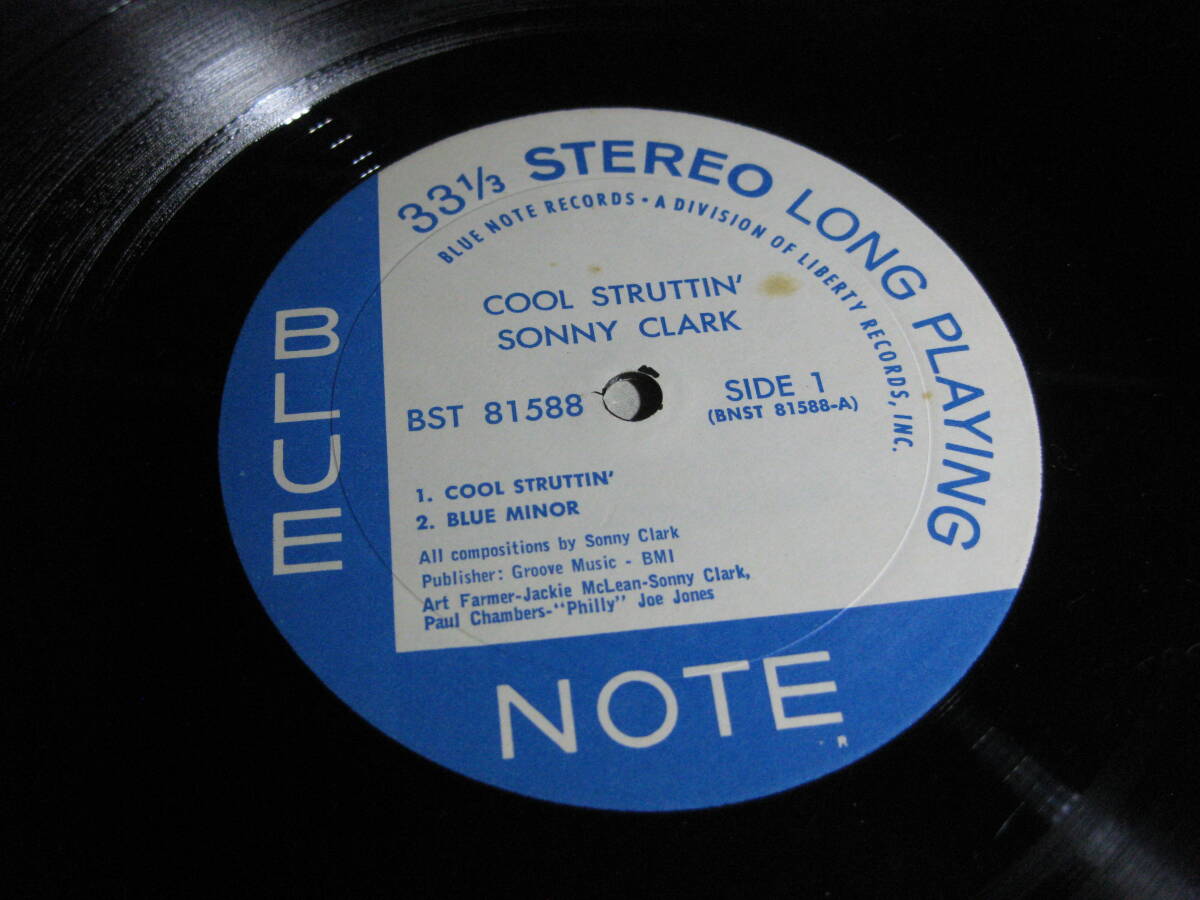 33⅓ STEREO LONG PLAYING
BLUE NOTE RECORDS • A DIVISION OF LIBERTY RECORDS, INC.
COOL STRUTTIN'
SONNY CLARK
BST 81588
SIDE 1
(BNST 81588-A)
1. COOL STRUTTIN'
2. BLUE MINOR
All compositions by Sonny Clark
Publisher: Groove Music - BMI
Art Farmer-Jackie McLean-Sonny Clark,
Paul Chambers-"Philly" Joe Jones
BLUE
NOTE
R